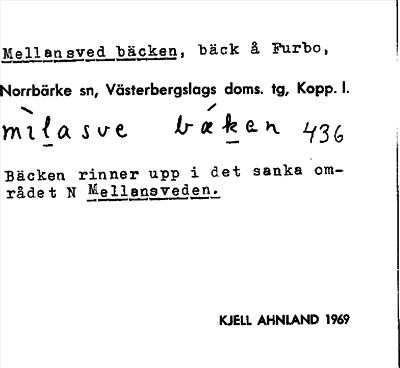 Mellansved bäcken, bäck å Furbo,
Norrbärke sn, Västerbergslags doms. tg, Kopp. l.
mìlasve bǽken 436
Bäcken rinner upp i det sanka om-
rådet N Mellansveden.
KJELL AHNLAND 1969